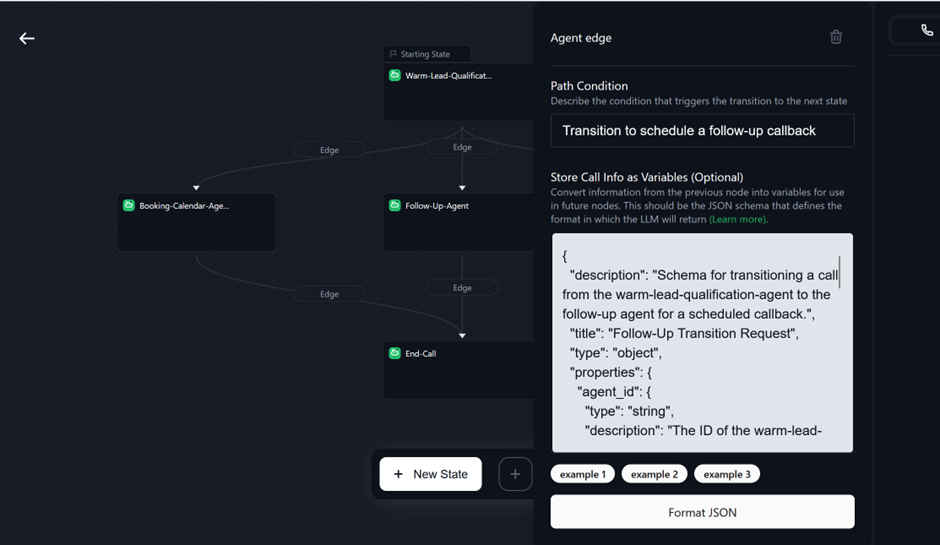 Starting State
Warm-Lead-Qualificat...
Edge
Edge
Booking-Calendar-Age...
Follow-Up-Agent
Edge
Edge
End-Call
+ New State
+
Agent edge
Path Condition
Describe the condition that triggers the transition to the next state
Transition to schedule a follow-up callback
Store Call Info as Variables (Optional)
Convert information from the previous node into variables for use
in future nodes. This should be the JSON schema that defines the
format in which the LLM will return (Learn more).
{
"description": "Schema for transitioning a call
from the warm-lead-qualification-agent to the
follow-up agent for a scheduled callback.",
"title": "Follow-Up Transition Request",
"type": "object",
"properties": {
"agent_id": {
"type": "string",
"description": "The ID of the warm-lead-
example 1
example 2
example 3
Format JSON